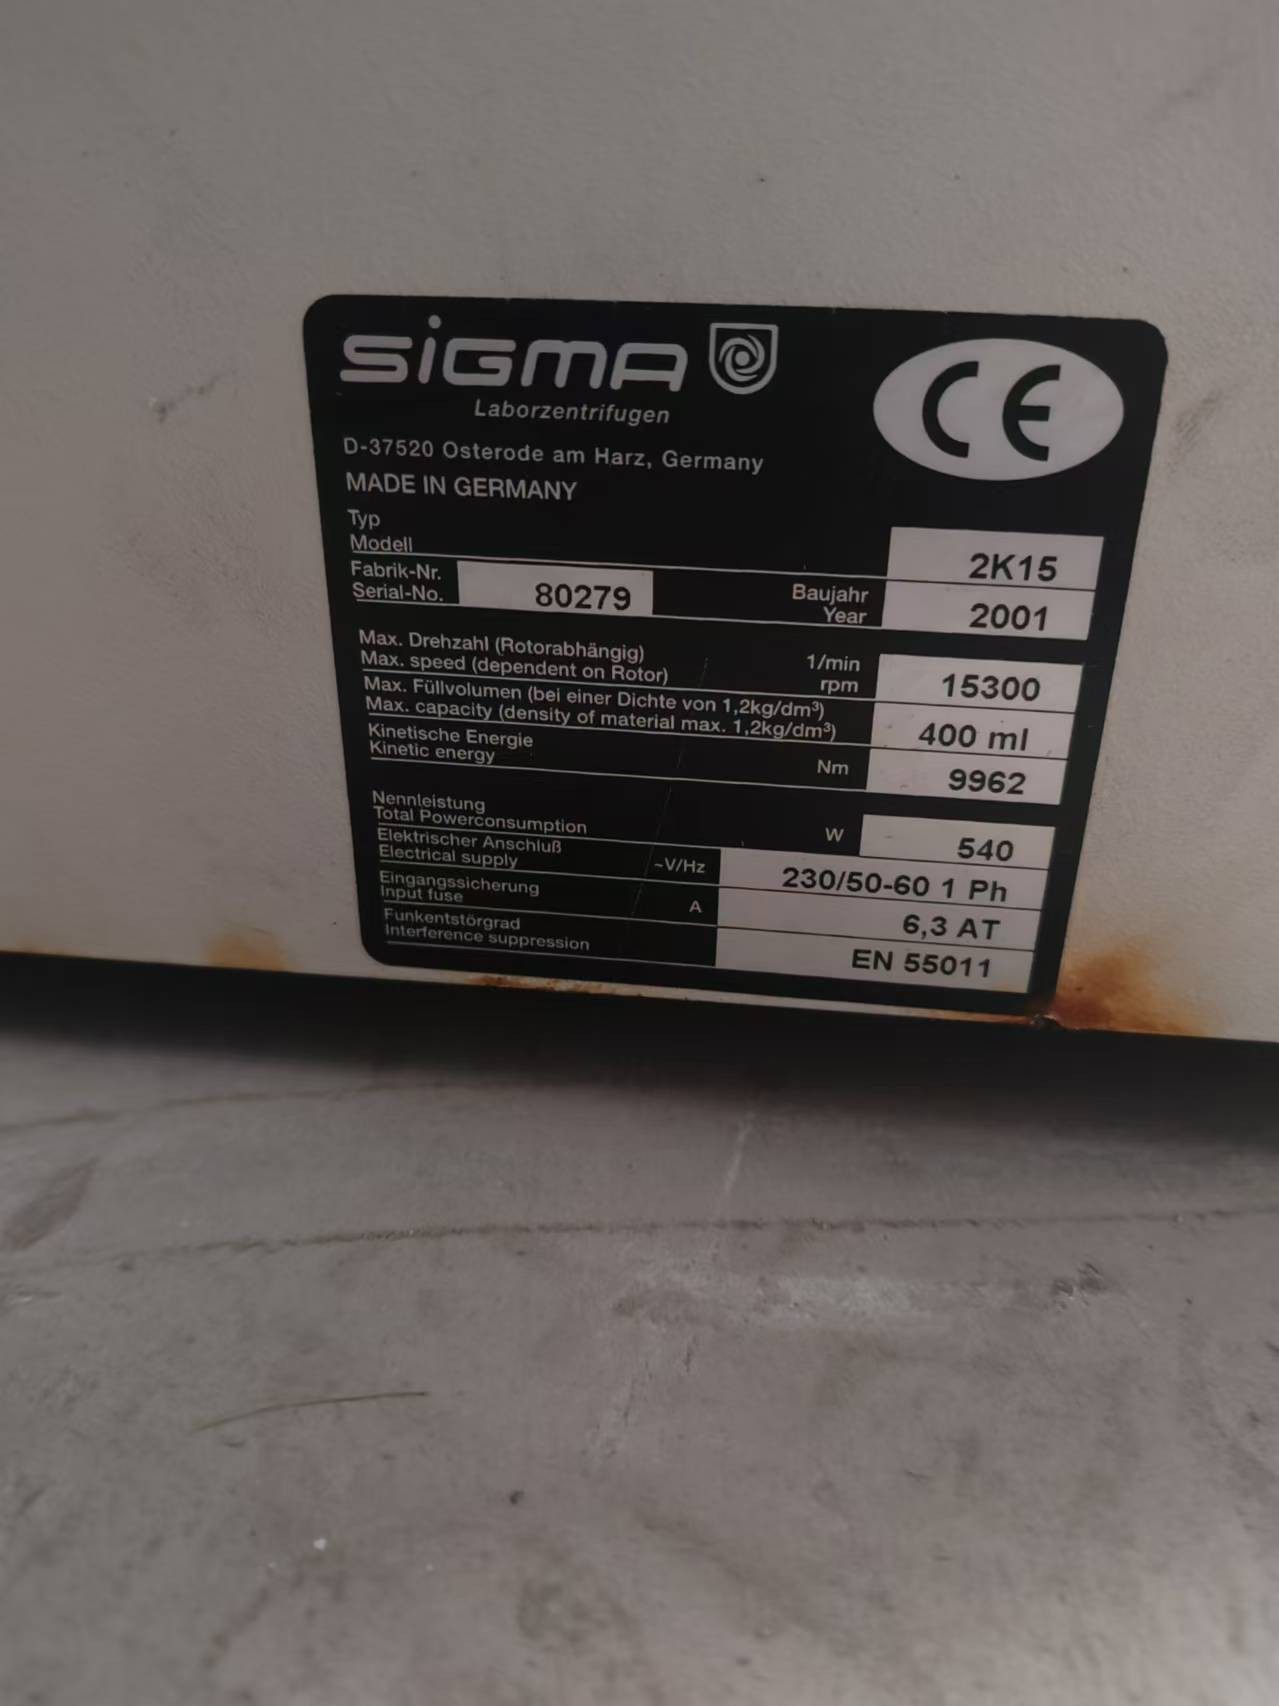 SIGMA
Laborzentrifugen
D-37520 Osterode am Harz, Germany
MADE IN GERMANY
CE
Typ
Modell 2K15
Fabrik-Nr.
Serial-No. 80279
Baujahr
Year 2001
Max. Drehzahl (Rotorabhängig) 1/min
Max. speed (dependent on Rotor) rpm 15300
Max. Füllvolumen (bei einer Dichte von 1,2kg/dm³)
Max. capacity (density of material max. 1,2kg/dm³) 400 ml
Kinetische Energie
Kinetic energy Nm 9962
Nennleistung
Total Powerconsumption W 540
Elektrischer Anschluß
Electrical supply ~V/Hz 230/50-60 1 Ph
Eingangssicherung
Input fuse A 6,3 AT
Funkentstörgrad
Interference suppression EN 55011